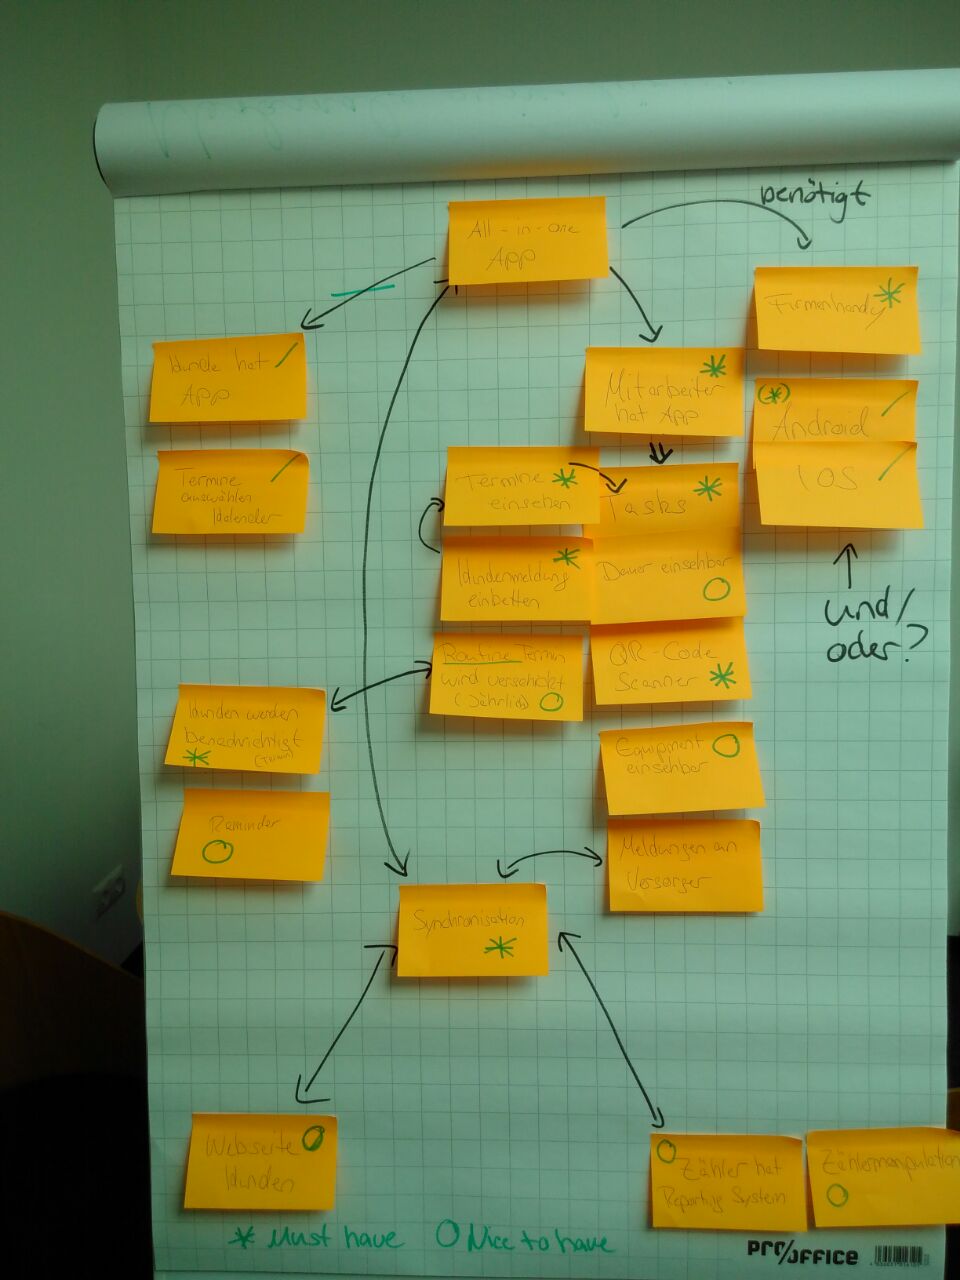 benötigt
All-in-one
App
Firmenhandy
Kunde hat
App
Mitarbeiter
hat App
(*)
Android
IOS
Termine
auswählen
Kalender
Termine
einsehen
Tasks
Kundenmeldung
einbetten
Dauer einsehbar
und/
oder?
Routine Termin
wird verschickt
(Jährlich)
QR-Code
Scanner
Kunden werden
benachrichtigt
(Termin)
Equipment
einsehbar
Reminder
Meldungen an
Versorger
Synchronisation
Webseite
Kunden
Zähler hat
Reporting System
Zählermanipulation
* Must have O Nice to have
PRO/OFFICE